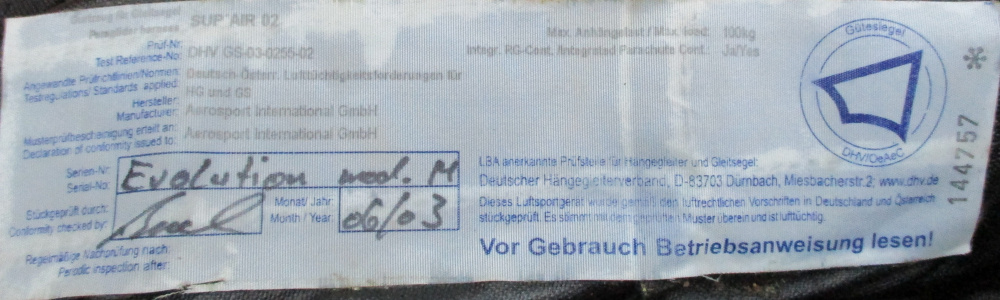 Gurtzeug für Gleitsegel SUP'AIR 02
Paraglider harness
Max. Anhängelast / Max. load: 100kg
Prüf-Nr:
Test Reference-No: DHV GS-03-0255-02
Integr. RG-Cont. Integrated Parachute Cont. Ja/Yes
Angewandte Prüfrichtlinien/Normen: Deutsch-Österr. Lufttüchtigkeitsforderungen für
Testregulations/ Standards applied: HG und GS
Hersteller:
Manufacturer: Aerosport International GmbH
Musterprüfbescheinigung erteilt an:
Declaration of conformity issued to: Aerosport International GmbH
Serien-Nr:
Serial-No: Evolution mod. M
Stückgeprüft durch:
Conformity checked by:
Monat/ Jahr:
Month / Year: 06/03
Regelmäßige Nachprüfung nach:
Periodic inspection after:
LBA anerkannte Prüfstelle für Hängegleiter und Gleitsegel:
Deutscher Hängegleiterverband, D-83703 Dürnbach, Miesbacherstr.2, www.dhv.de
Dieses Luftsportgerät wurde gemäß den luftrechtlichen Vorschriften in Deutschland und Österreich
stückgeprüft. Es stimmt mit dem geprüften Muster überein und ist lufttüchtig.
Vor Gebrauch Betriebsanweisung lesen!
Gütesiegel
DHV/OeAeC
144757 *